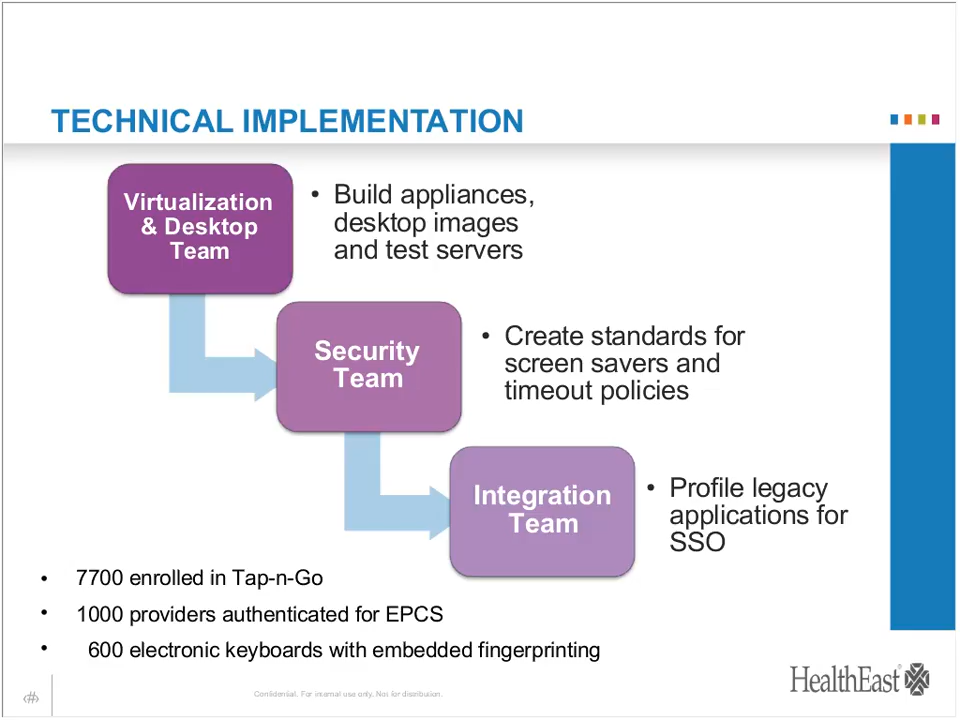 TECHNICAL IMPLEMENTATION
Virtualization
& Desktop
Team
• Build appliances,
desktop images
and test servers
Security
Team
• Create standards for
screen savers and
timeout policies
Integration
Team
• Profile legacy
applications for
SSO
• 7700 enrolled in Tap-n-Go
• 1000 providers authenticated for EPCS
• 600 electronic keyboards with embedded fingerprinting
‹#›
Confidential. For internal use only. Not for distribution.
HealthEast®